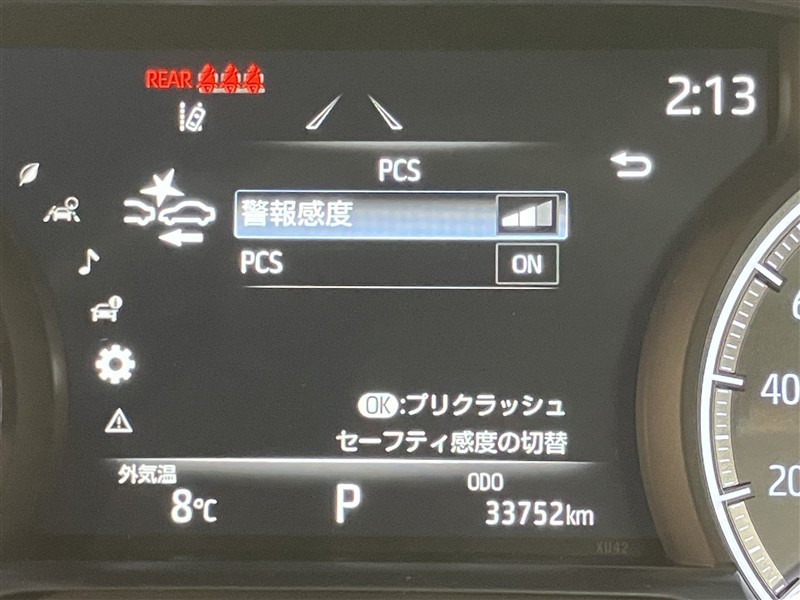 REAR
2:13
PCS
警報感度
PCS ON
OK:プリクラッシュ
セーフティ感度の切替
外気温
8℃
P
ODO
33752km
XU42
40
20